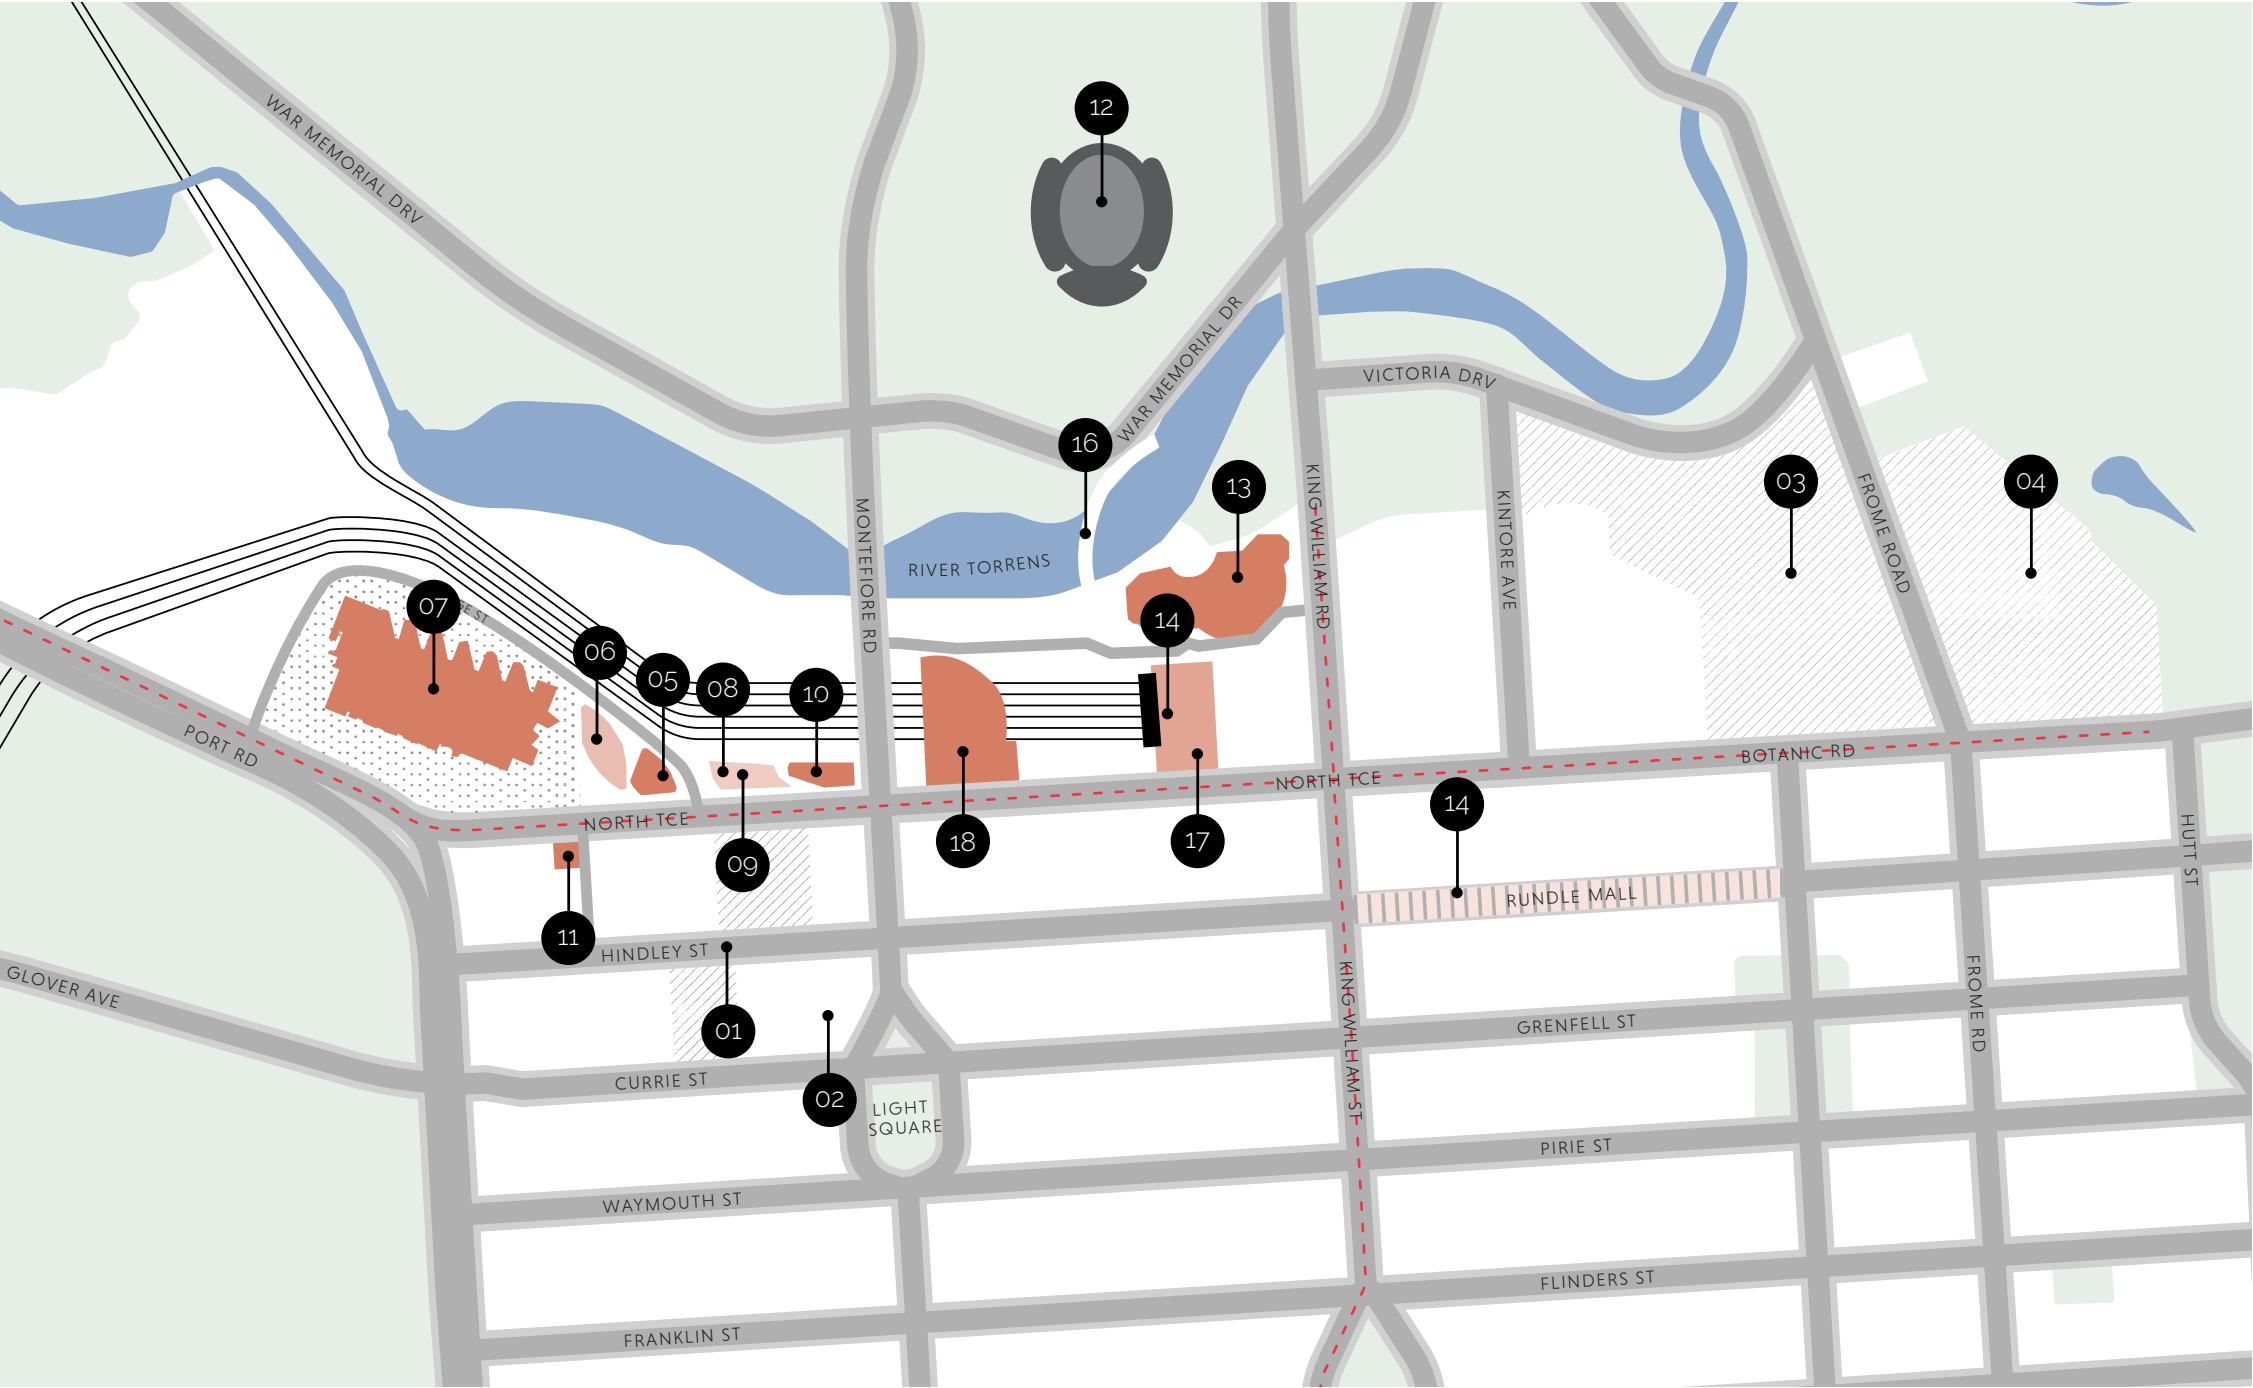 12
WAR MEMORIAL DRV
WAR MEMORIAL DR
VICTORIA DRV
16
13
03
04
KING WILLIAM RD
KINTORE AVE
FROME ROAD
MONTEFIORE RD
RIVER TORRENS
07
GE ST
14
06
05
08
10
PORT RD
BOTANIC RD
NORTH TCE
NORTH TCE
14
18
17
09
HUTT ST
RUNDLE MALL
11
HINDLEY ST
GLOVER AVE
01
KING WILLIAM ST
FROME RD
GRENFELL ST
CURRIE ST
02
LIGHT
SQUARE
PIRIE ST
WAYMOUTH ST
FLINDERS ST
FRANKLIN ST